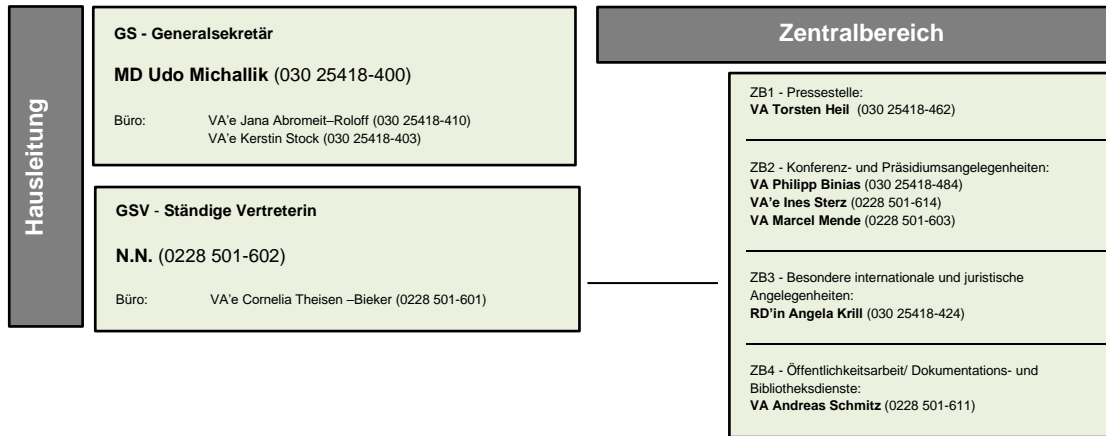 Hausleitung
GS - Generalsekretär
MD Udo Michallik (030 25418-400)
Büro: VA'e Jana Abromeit–Roloff (030 25418-410)
VA'e Kerstin Stock (030 25418-403)
GSV - Ständige Vertreterin
N.N. (0228 501-602)
Büro: VA'e Cornelia Theisen –Bieker (0228 501-601)
Zentralbereich
ZB1 - Pressestelle:
VA Torsten Heil (030 25418-462)
ZB2 - Konferenz- und Präsidiumsangelegenheiten:
VA Philipp Binias (030 25418-484)
VA'e Ines Sterz (0228 501-614)
VA Marcel Mende (0228 501-603)
ZB3 - Besondere internationale und juristische
Angelegenheiten:
RD'in Angela Krill (030 25418-424)
ZB4 - Öffentlichkeitsarbeit/ Dokumentations- und
Bibliotheksdienste:
VA Andreas Schmitz (0228 501-611)